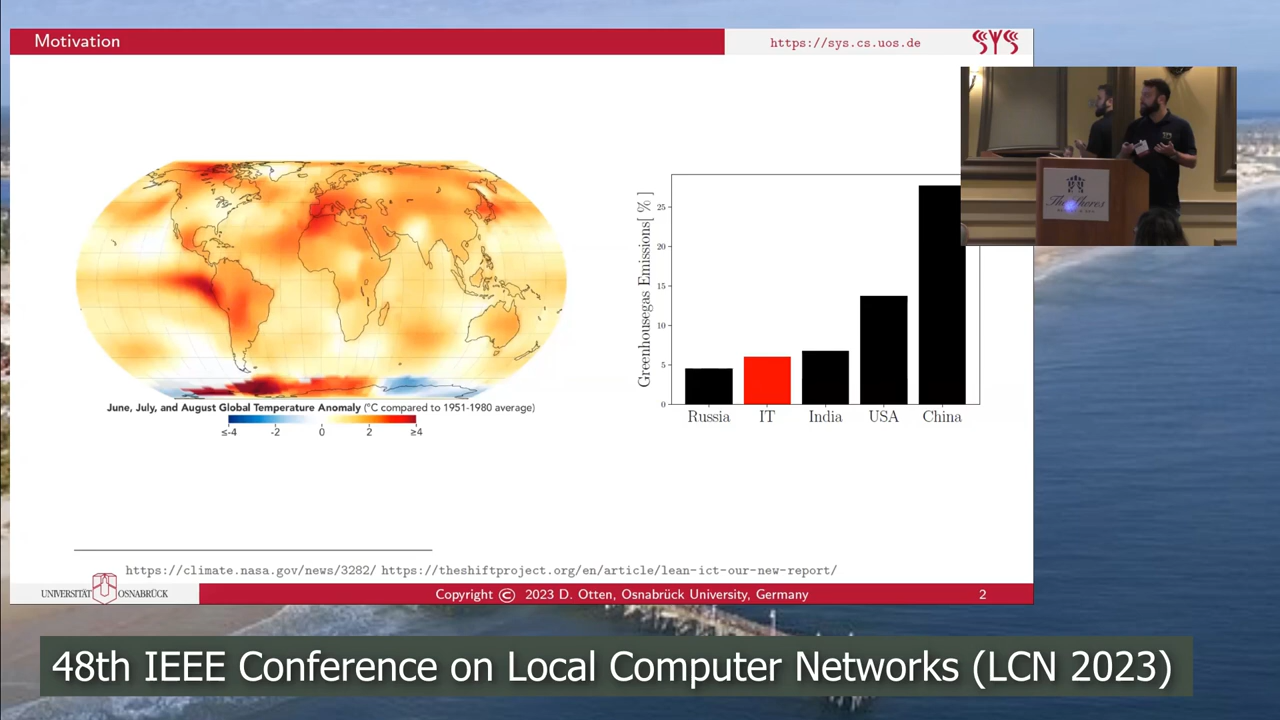 Motivation
https://sys.cs.uos.de
SYS
June, July, and August Global Temperature Anomaly (°C compared to 1951-1980 average)
≤-4 -2 0 2 ≥4
Greenhousegas Emissions[ % ]
25
20
15
10
5
0
Russia IT India USA China
The Shores
https://climate.nasa.gov/news/3282/ https://theshiftproject.org/en/article/lean-ict-our-new-report/
UNIVERSITÄT OSNABRÜCK
Copyright © 2023 D. Otten, Osnabrück University, Germany
2
48th IEEE Conference on Local Computer Networks (LCN 2023)